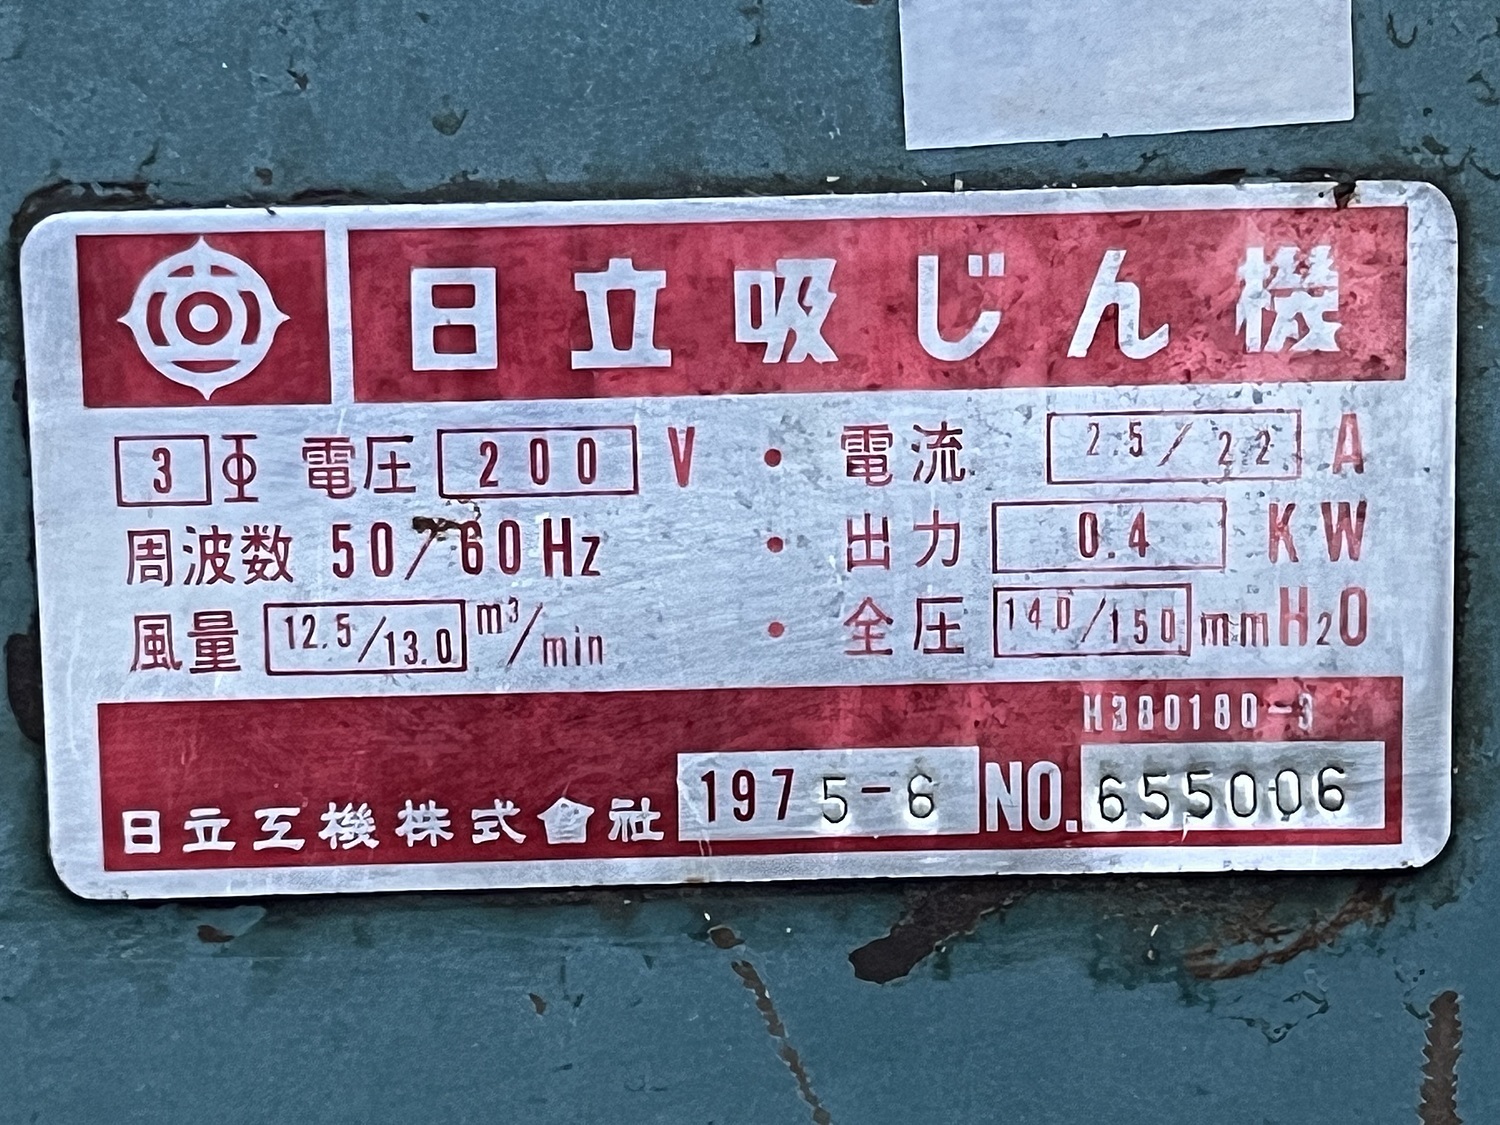 日立吸じん機
3Φ 電圧 200 V ・ 電流 2.5/2.2 A
周波数 50/60Hz ・ 出力 0.4 KW
風量 12.5/13.0 m³/min ・ 全圧 140/150 mmH₂O
H380180-3
日立工機株式會社 1975-6 NO.655006